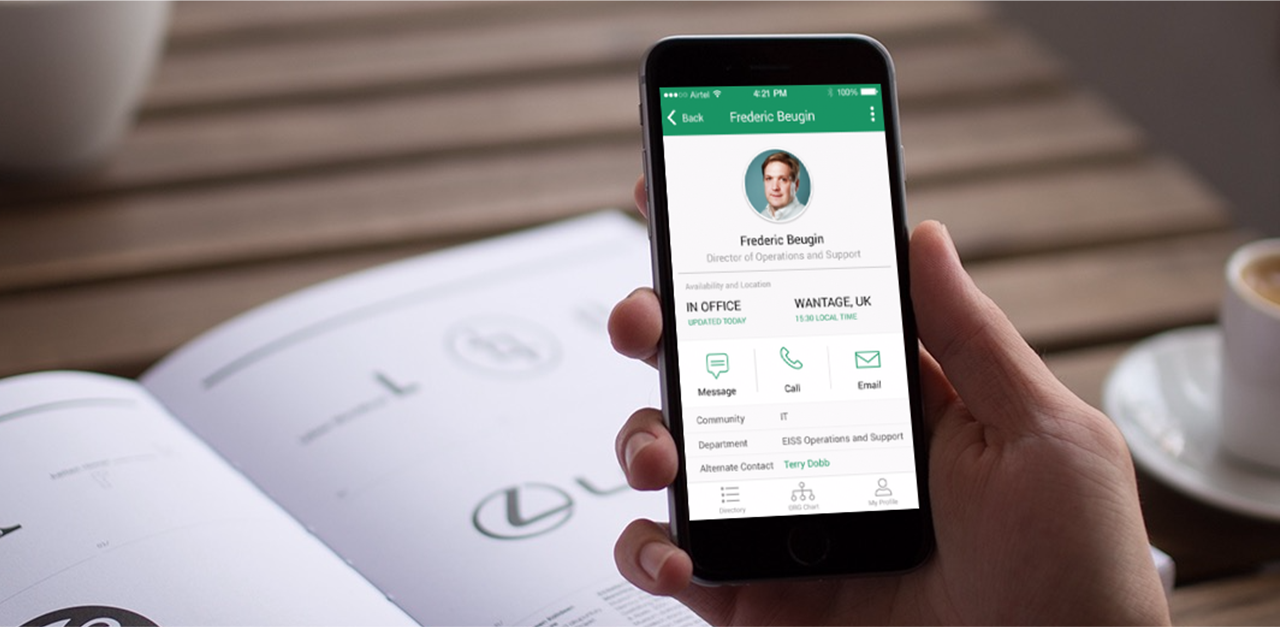 Airtel 4:21 PM 100%
Back Frederic Beugin
Frederic Beugin
Director of Operations and Support
Availability and Location
IN OFFICE WANTAGE, UK
UPDATED TODAY 15:30 LOCAL TIME
Message Call Email
Community IT
Department EISS Operations and Support
Alternate Contact Terry Dobb
Directory ORG Chart My Profile
L